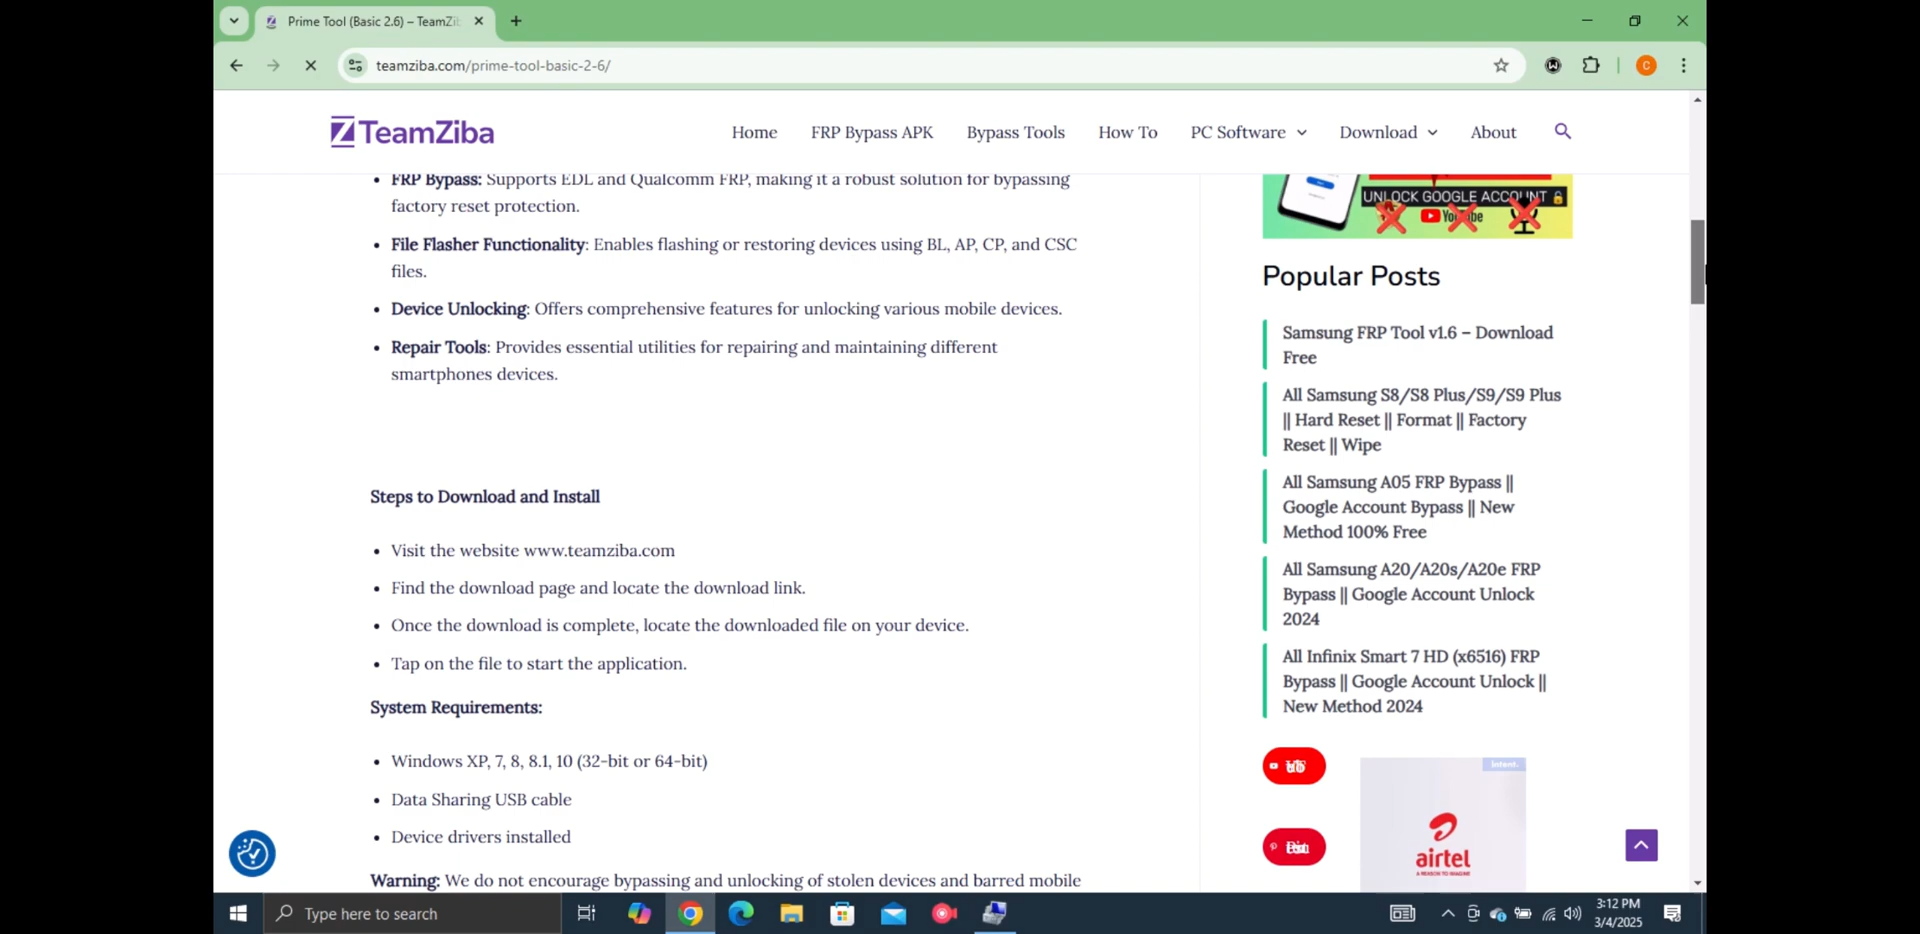 Prime Tool (Basic 2.6) – TeamZib
teamziba.com/prime-tool-basic-2-6/
C
TeamZiba
Home
FRP Bypass APK
Bypass Tools
How To
PC Software
Download
About
FRP Bypass: Supports EDL and Qualcomm FRP, making it a robust solution for bypassing
factory reset protection.
File Flasher Functionality: Enables flashing or restoring devices using BL, AP, CP, and CSC
files.
Device Unlocking: Offers comprehensive features for unlocking various mobile devices.
Repair Tools: Provides essential utilities for repairing and maintaining different
smartphones devices.
Steps to Download and Install
Visit the website www.teamziba.com
Find the download page and locate the download link.
Once the download is complete, locate the downloaded file on your device.
Tap on the file to start the application.
System Requirements:
Windows XP, 7, 8, 8.1, 10 (32-bit or 64-bit)
Data Sharing USB cable
Device drivers installed
Warning: We do not encourage bypassing and unlocking of stolen devices and barred mobile
UNLOCK GOOGLE ACCOUNT
YouTube
Popular Posts
Samsung FRP Tool v1.6 – Download
Free
All Samsung S8/S8 Plus/S9/S9 Plus
|| Hard Reset || Format || Factory
Reset || Wipe
All Samsung A05 FRP Bypass ||
Google Account Bypass || New
Method 100% Free
All Samsung A20/A20s/A20e FRP
Bypass || Google Account Unlock
2024
All Infinix Smart 7 HD (x6516) FRP
Bypass || Google Account Unlock ||
New Method 2024
intent.
airtel
A REASON TO IMAGINE
Type here to search
3:12 PM
3/4/2025